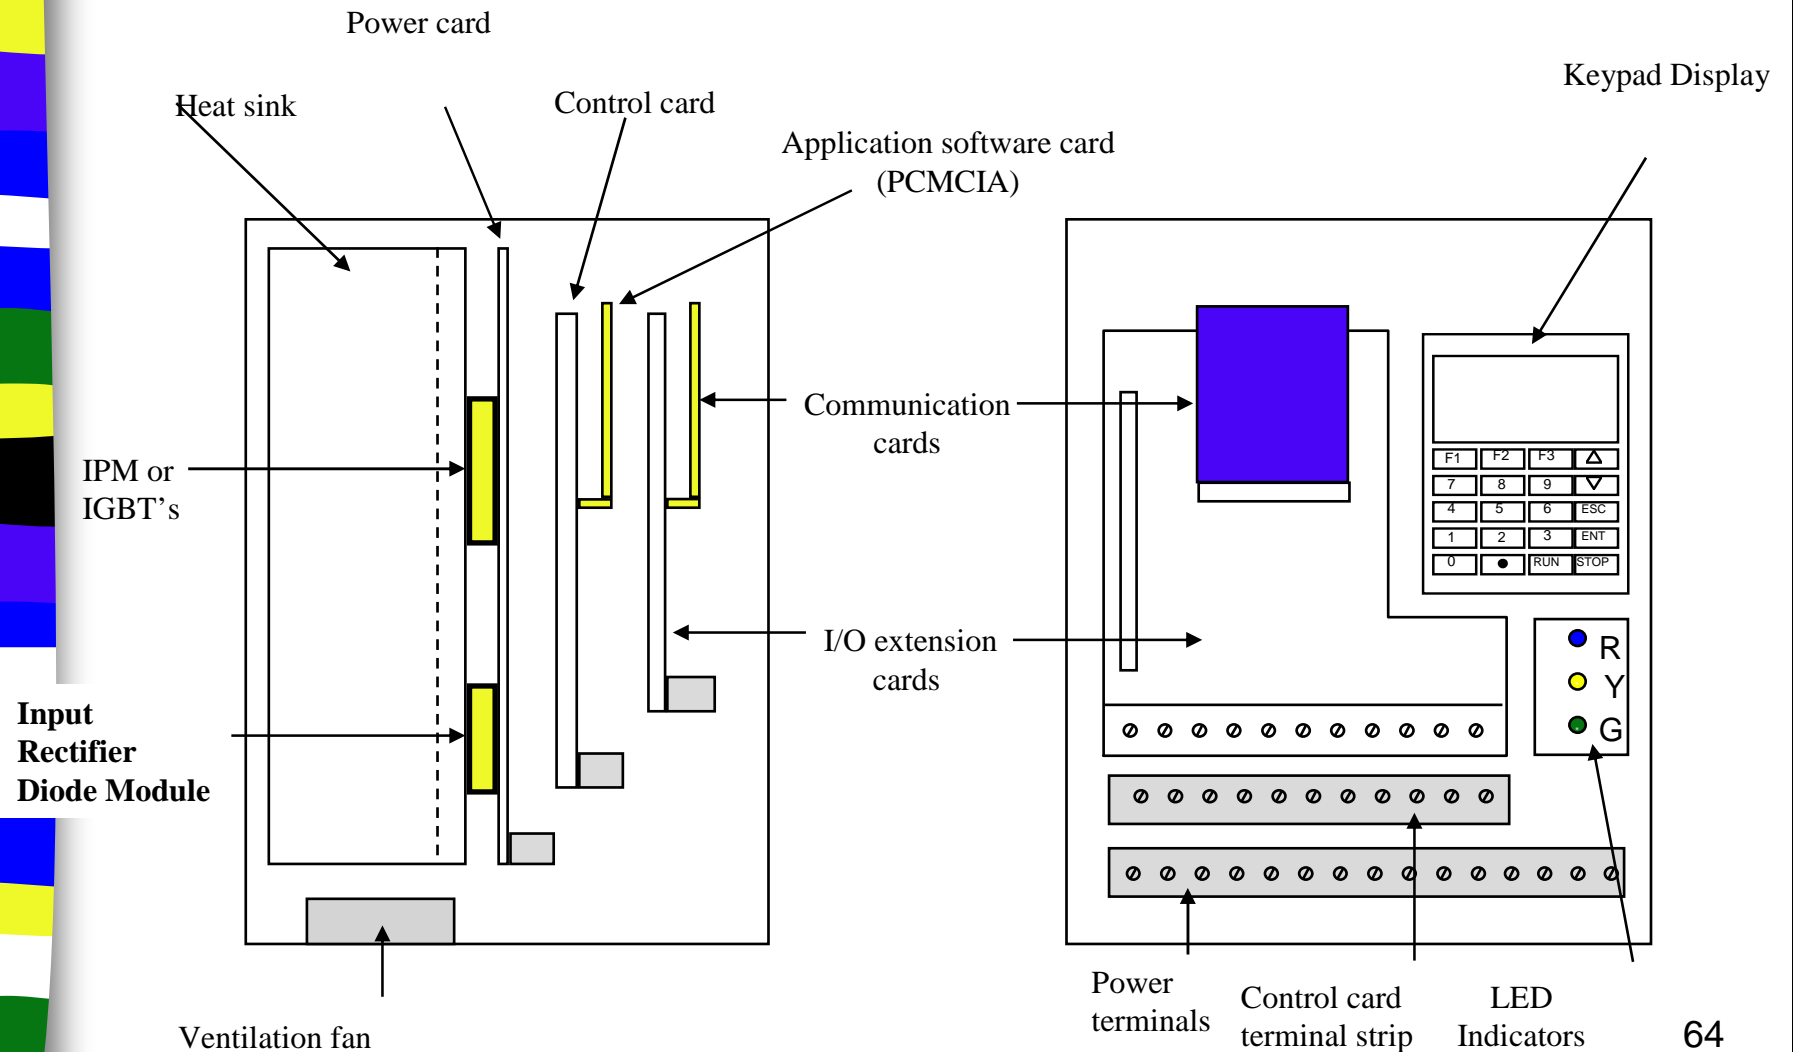 Power card
Keypad Display
Heat sink
Control card
Application software card
(PCMCIA)
Communication
cards
IPM or
IGBT’s
I/O extension
cards
Input
Rectifier
Diode Module
F1 F2 F3
7 8 9
4 5 6 ESC
1 2 3 ENT
0 RUN STOP
R
Y
G
Ventilation fan
Power
terminals
Control card
terminal strip
LED
Indicators
64